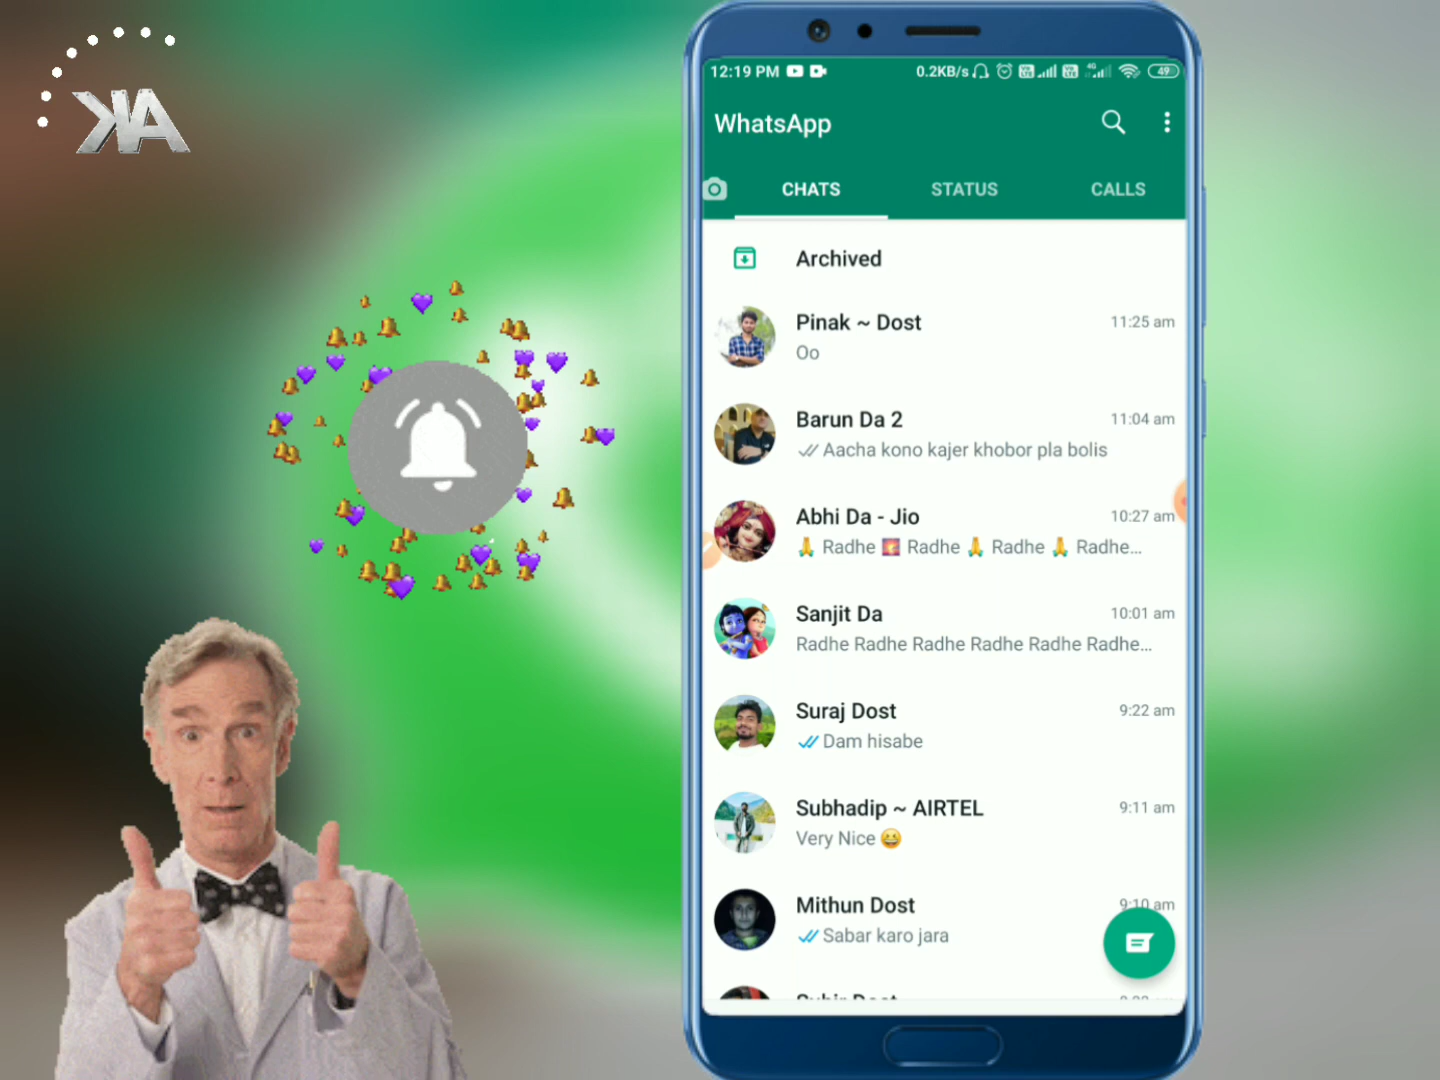 KA
12:19 PM 0.2KB/s 4G 49
WhatsApp
CHATS STATUS CALLS
Archived
Pinak ~ Dost 11:25 am
Oo
Barun Da 2 11:04 am
Aacha kono kajer khobor pla bolis
Abhi Da - Jio 10:27 am
🙏 Radhe 🌅 Radhe 🙏 Radhe 🙏 Radhe...
Sanjit Da 10:01 am
Radhe Radhe Radhe Radhe Radhe Radhe...
Suraj Dost 9:22 am
Dam hisabe
Subhadip ~ AIRTEL 9:11 am
Very Nice 😀
Mithun Dost 9:10 am
Sabar karo jara